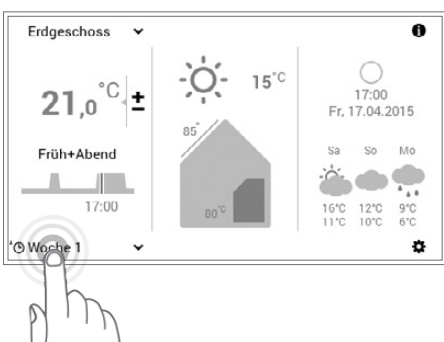 Erdgeschoss
21,0 °C ±
Früh+Abend
17:00
Woche 1
15°C
85°
80°C
17:00
Fr, 17.04.2015
Sa So Mo
16°C 12°C 9°C
11°C 10°C 6°C